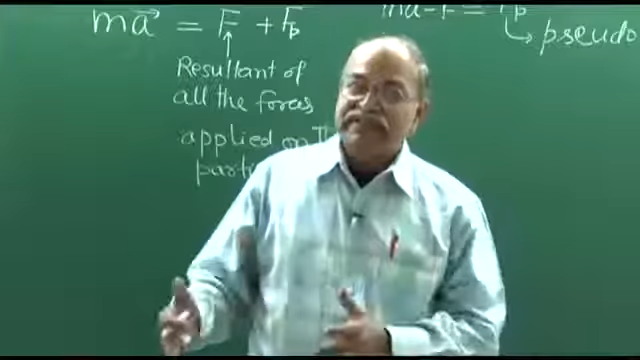 ma⃗ = F + Fp
ma - F = Fp
pseudo
Resultant of
all the forces
applied on